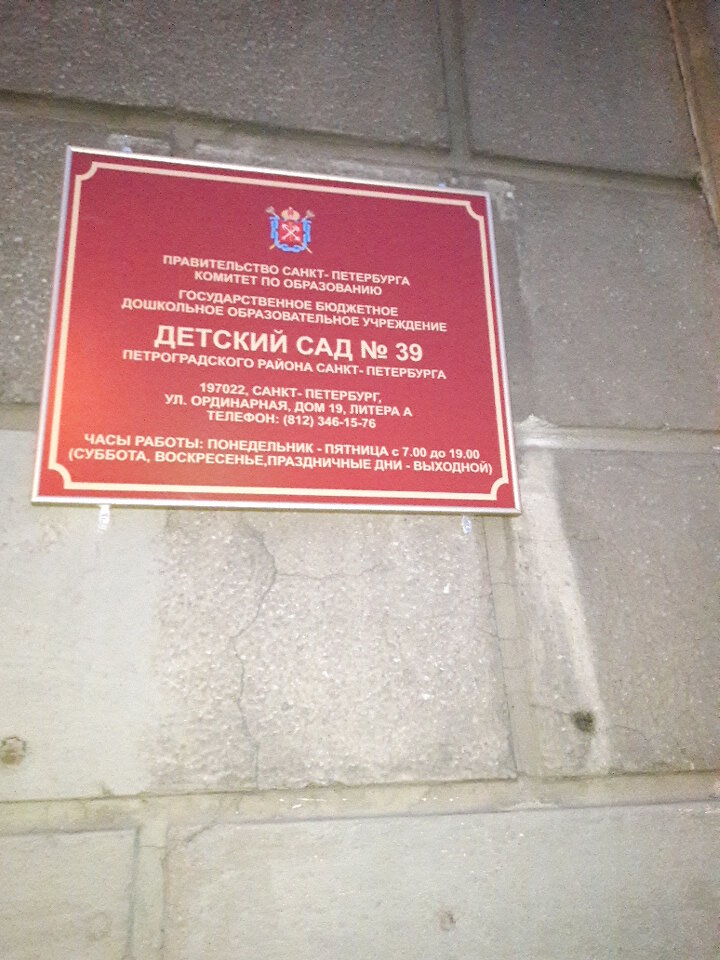 ПРАВИТЕЛЬСТВО САНКТ- ПЕТЕРБУРГА
КОМИТЕТ ПО ОБРАЗОВАНИЮ
ГОСУДАРСТВЕННОЕ БЮДЖЕТНОЕ
ДОШКОЛЬНОЕ ОБРАЗОВАТЕЛЬНОЕ УЧРЕЖДЕНИЕ
ДЕТСКИЙ САД № 39
ПЕТРОГРАДСКОГО РАЙОНА САНКТ- ПЕТЕРБУРГА
197022, САНКТ- ПЕТЕРБУРГ,
УЛ. ОРДИНАРНАЯ, ДОМ 19, ЛИТЕРА А
ТЕЛЕФОН: (812) 346-15-76
ЧАСЫ РАБОТЫ: ПОНЕДЕЛЬНИК - ПЯТНИЦА с 7.00 до 19.00
(СУББОТА, ВОСКРЕСЕНЬЕ,ПРАЗДНИЧНЫЕ ДНИ - ВЫХОДНОЙ)